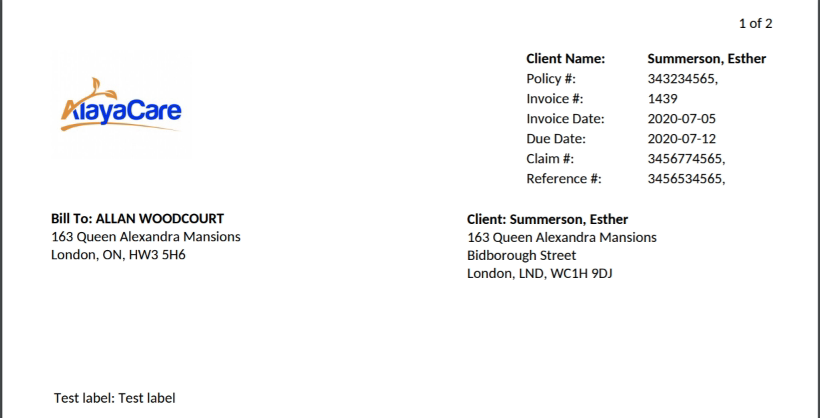 1 of 2
AlayaCare
Client Name: Summerson, Esther
Policy #: 343234565,
Invoice #: 1439
Invoice Date: 2020-07-05
Due Date: 2020-07-12
Claim #: 3456774565,
Reference #: 3456534565,
Bill To: ALLAN WOODCOURT
163 Queen Alexandra Mansions
London, ON, HW3 5H6
Client: Summerson, Esther
163 Queen Alexandra Mansions
Bidborough Street
London, LND, WC1H 9DJ
Test label: Test label